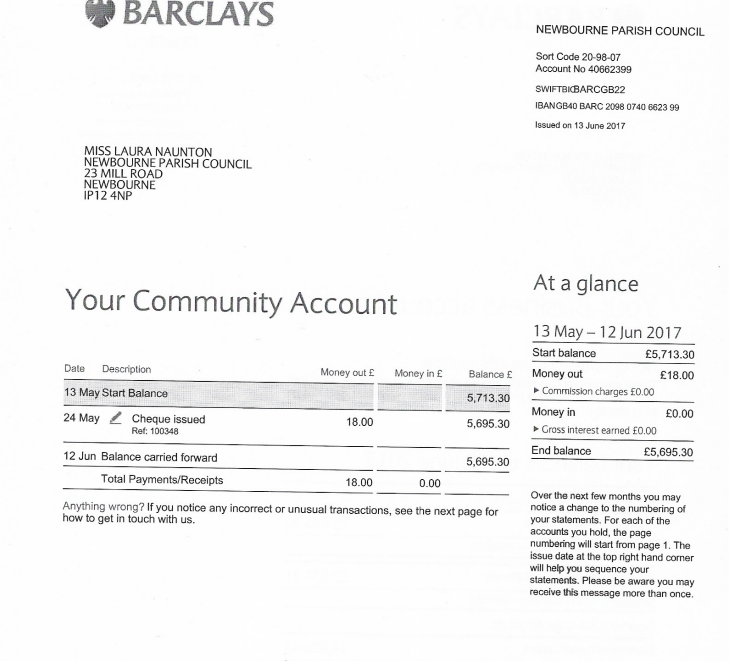 BARCLAYS
NEWBOURNE PARISH COUNCIL
Sort Code 20-98-07
Account No 40662399
SWIFTBICBARCGB22
IBANGB40 BARC 2098 0740 6623 99
Issued on 13 June 2017
MISS LAURA NAUNTON
NEWBOURNE PARISH COUNCIL
23 MILL ROAD
NEWBOURNE
IP12 4NP
Your Community Account
Date Description Money out £ Money in £ Balance £
13 May Start Balance 5,713.30
24 May Cheque issued 18.00 5,695.30
Ref: 100348
12 Jun Balance carried forward 5,695.30
Total Payments/Receipts 18.00 0.00
Anything wrong? If you notice any incorrect or unusual transactions, see the next page for
how to get in touch with us.
At a glance
13 May – 12 Jun 2017
Start balance £5,713.30
Money out £18.00
▶ Commission charges £0.00
Money in £0.00
▶ Gross interest earned £0.00
End balance £5,695.30
Over the next few months you may
notice a change to the numbering of
your statements. For each of the
accounts you hold, the page
numbering will start from page 1. The
issue date at the top right hand corner
will help you sequence your
statements. Please be aware you may
receive this message more than once.